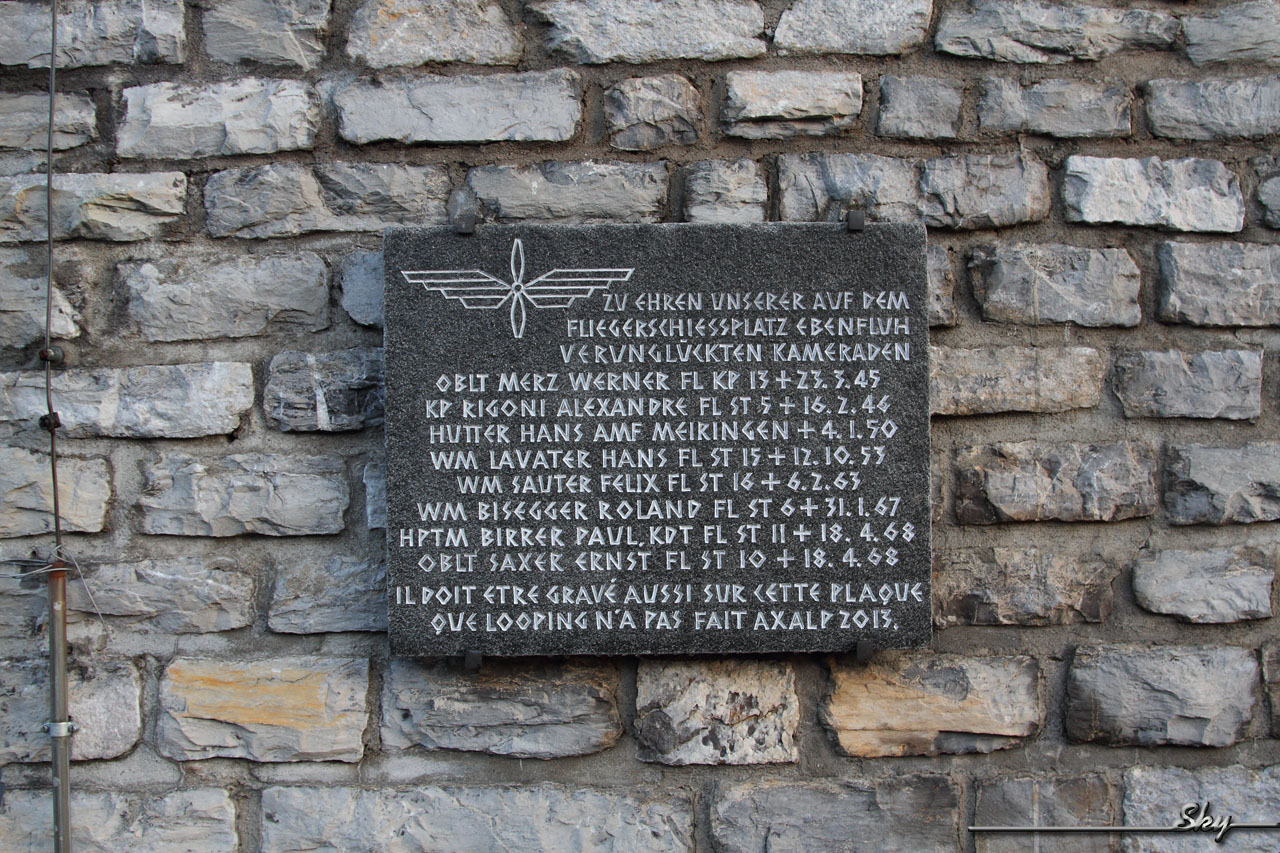 ZU EHREN UNSERER AUF DEM
FLIEGERSCHIESSPLATZ EBENFLUH
VERUNGLÜCKTEN KAMERADEN
OBLT MERZ WERNER FL KP 13 + 23. 3. 45
KP RIGONI ALEXANDRE FL ST 5 + 16. 2. 46
HUTTER HANS AMF MEIRINGEN + 4. 1. 50
WM LAVATER HANS FL ST 15 + 12. 10. 53
WM SAUTER FELIX FL ST 16 + 6. 2. 63
WM BISEGGER ROLAND FL ST 6 + 31. 1. 67
HPTM BIRRER PAUL, KDT FL ST 11 + 18. 4. 68
OBLT SAXER ERNST FL ST 10 + 18. 4. 68
IL DOIT ETRE GRAVÉ AUSSI SUR CETTE PLAQUE
QUE LOOPING N'A PAS FAIT AXALP 2013.
Sky